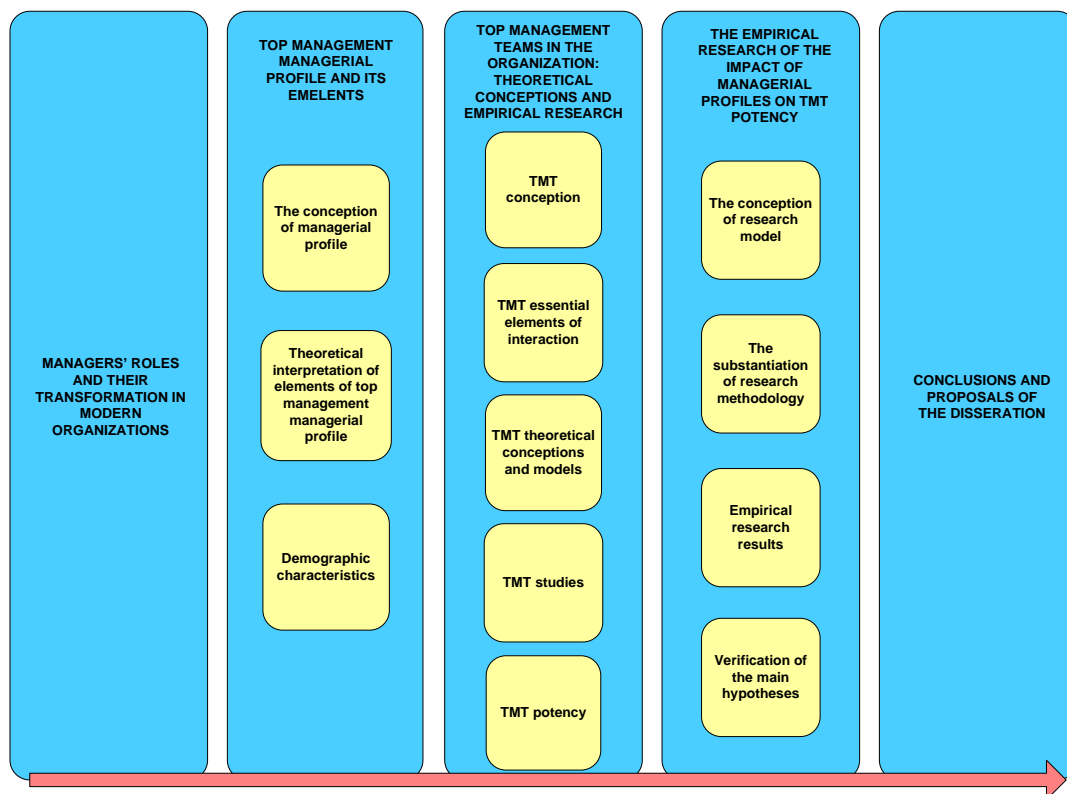 MANAGERS' ROLES
AND THEIR
TRANSFORMATION IN
MODERN
ORGANIZATIONS
TOP MANAGEMENT
MANAGERIAL
PROFILE AND ITS
EMELENTS
The conception
of managerial
profile
Theoretical
interpretation of
elements of top
management
managerial
profile
Demographic
characteristics
TOP MANAGEMENT
TEAMS IN THE
ORGANIZATION:
THEORETICAL
CONCEPTIONS AND
EMPIRICAL RESEARCH
TMT
conception
TMT essential
elements of
interaction
TMT theoretical
conceptions
and models
TMT studies
TMT potency
THE EMPIRICAL
RESEARCH OF THE
IMPACT OF
MANAGERIAL
PROFILES ON TMT
POTENCY
The conception
of research
model
The
substantiation
of research
methodology
Empirical
research
results
Verification of
the main
hypotheses
CONCLUSIONS AND
PROPOSALS OF
THE DISSERATION